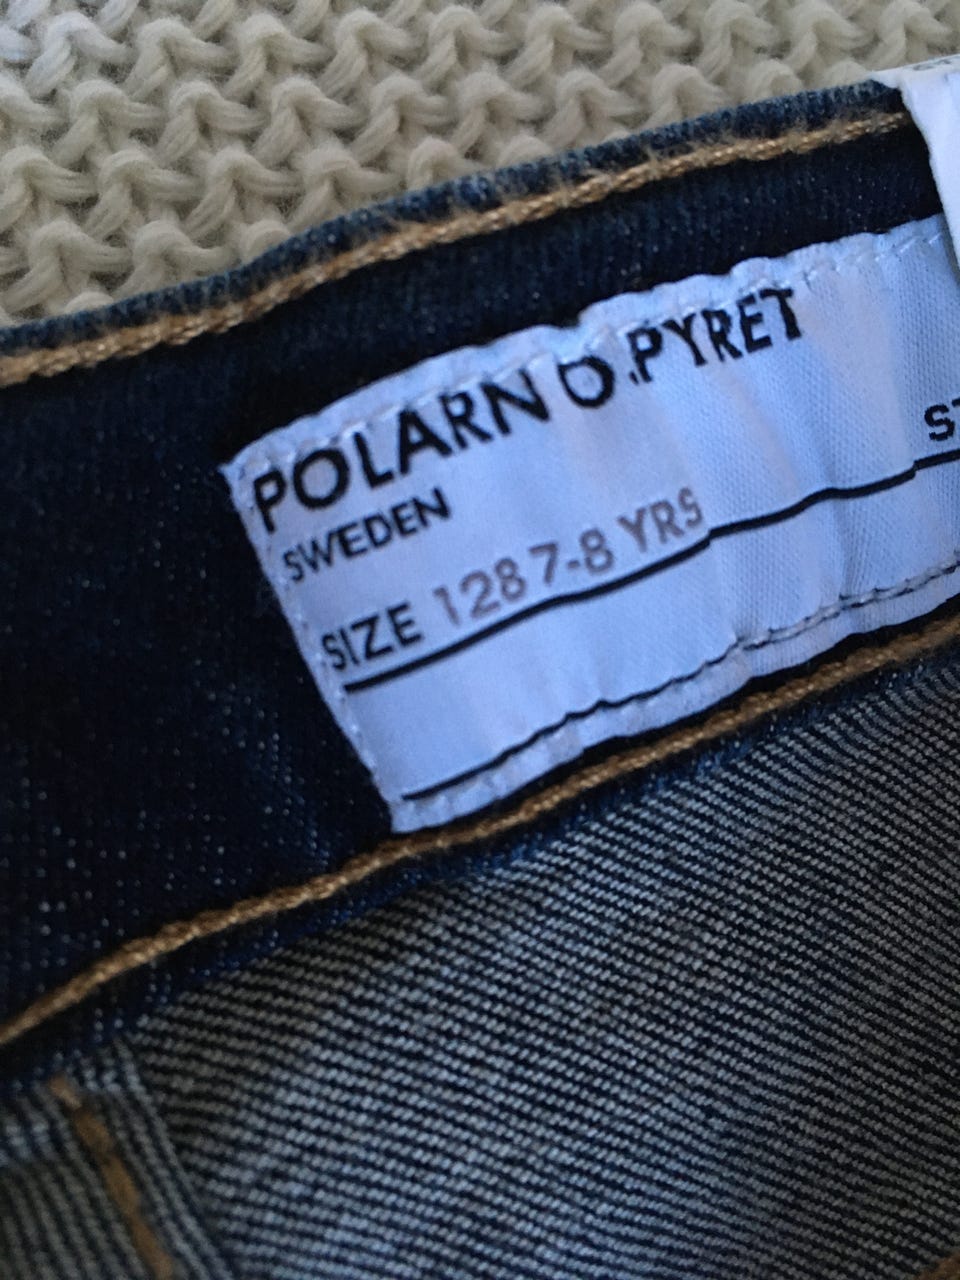 POLARN O.PYRET
SWEDEN
SIZE 128 7-8 YRS